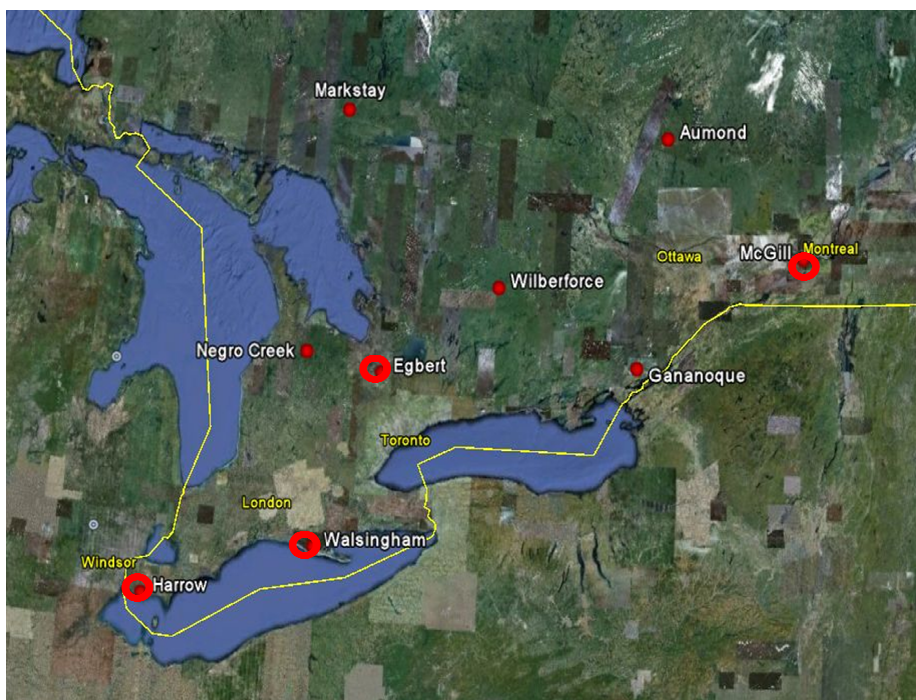 Markstay
Aumond
McGill
Montreal
Ottawa
Wilberforce
Negro Creek
Egbert
Gananoque
Toronto
London
Walsingham
Windsor
Harrow